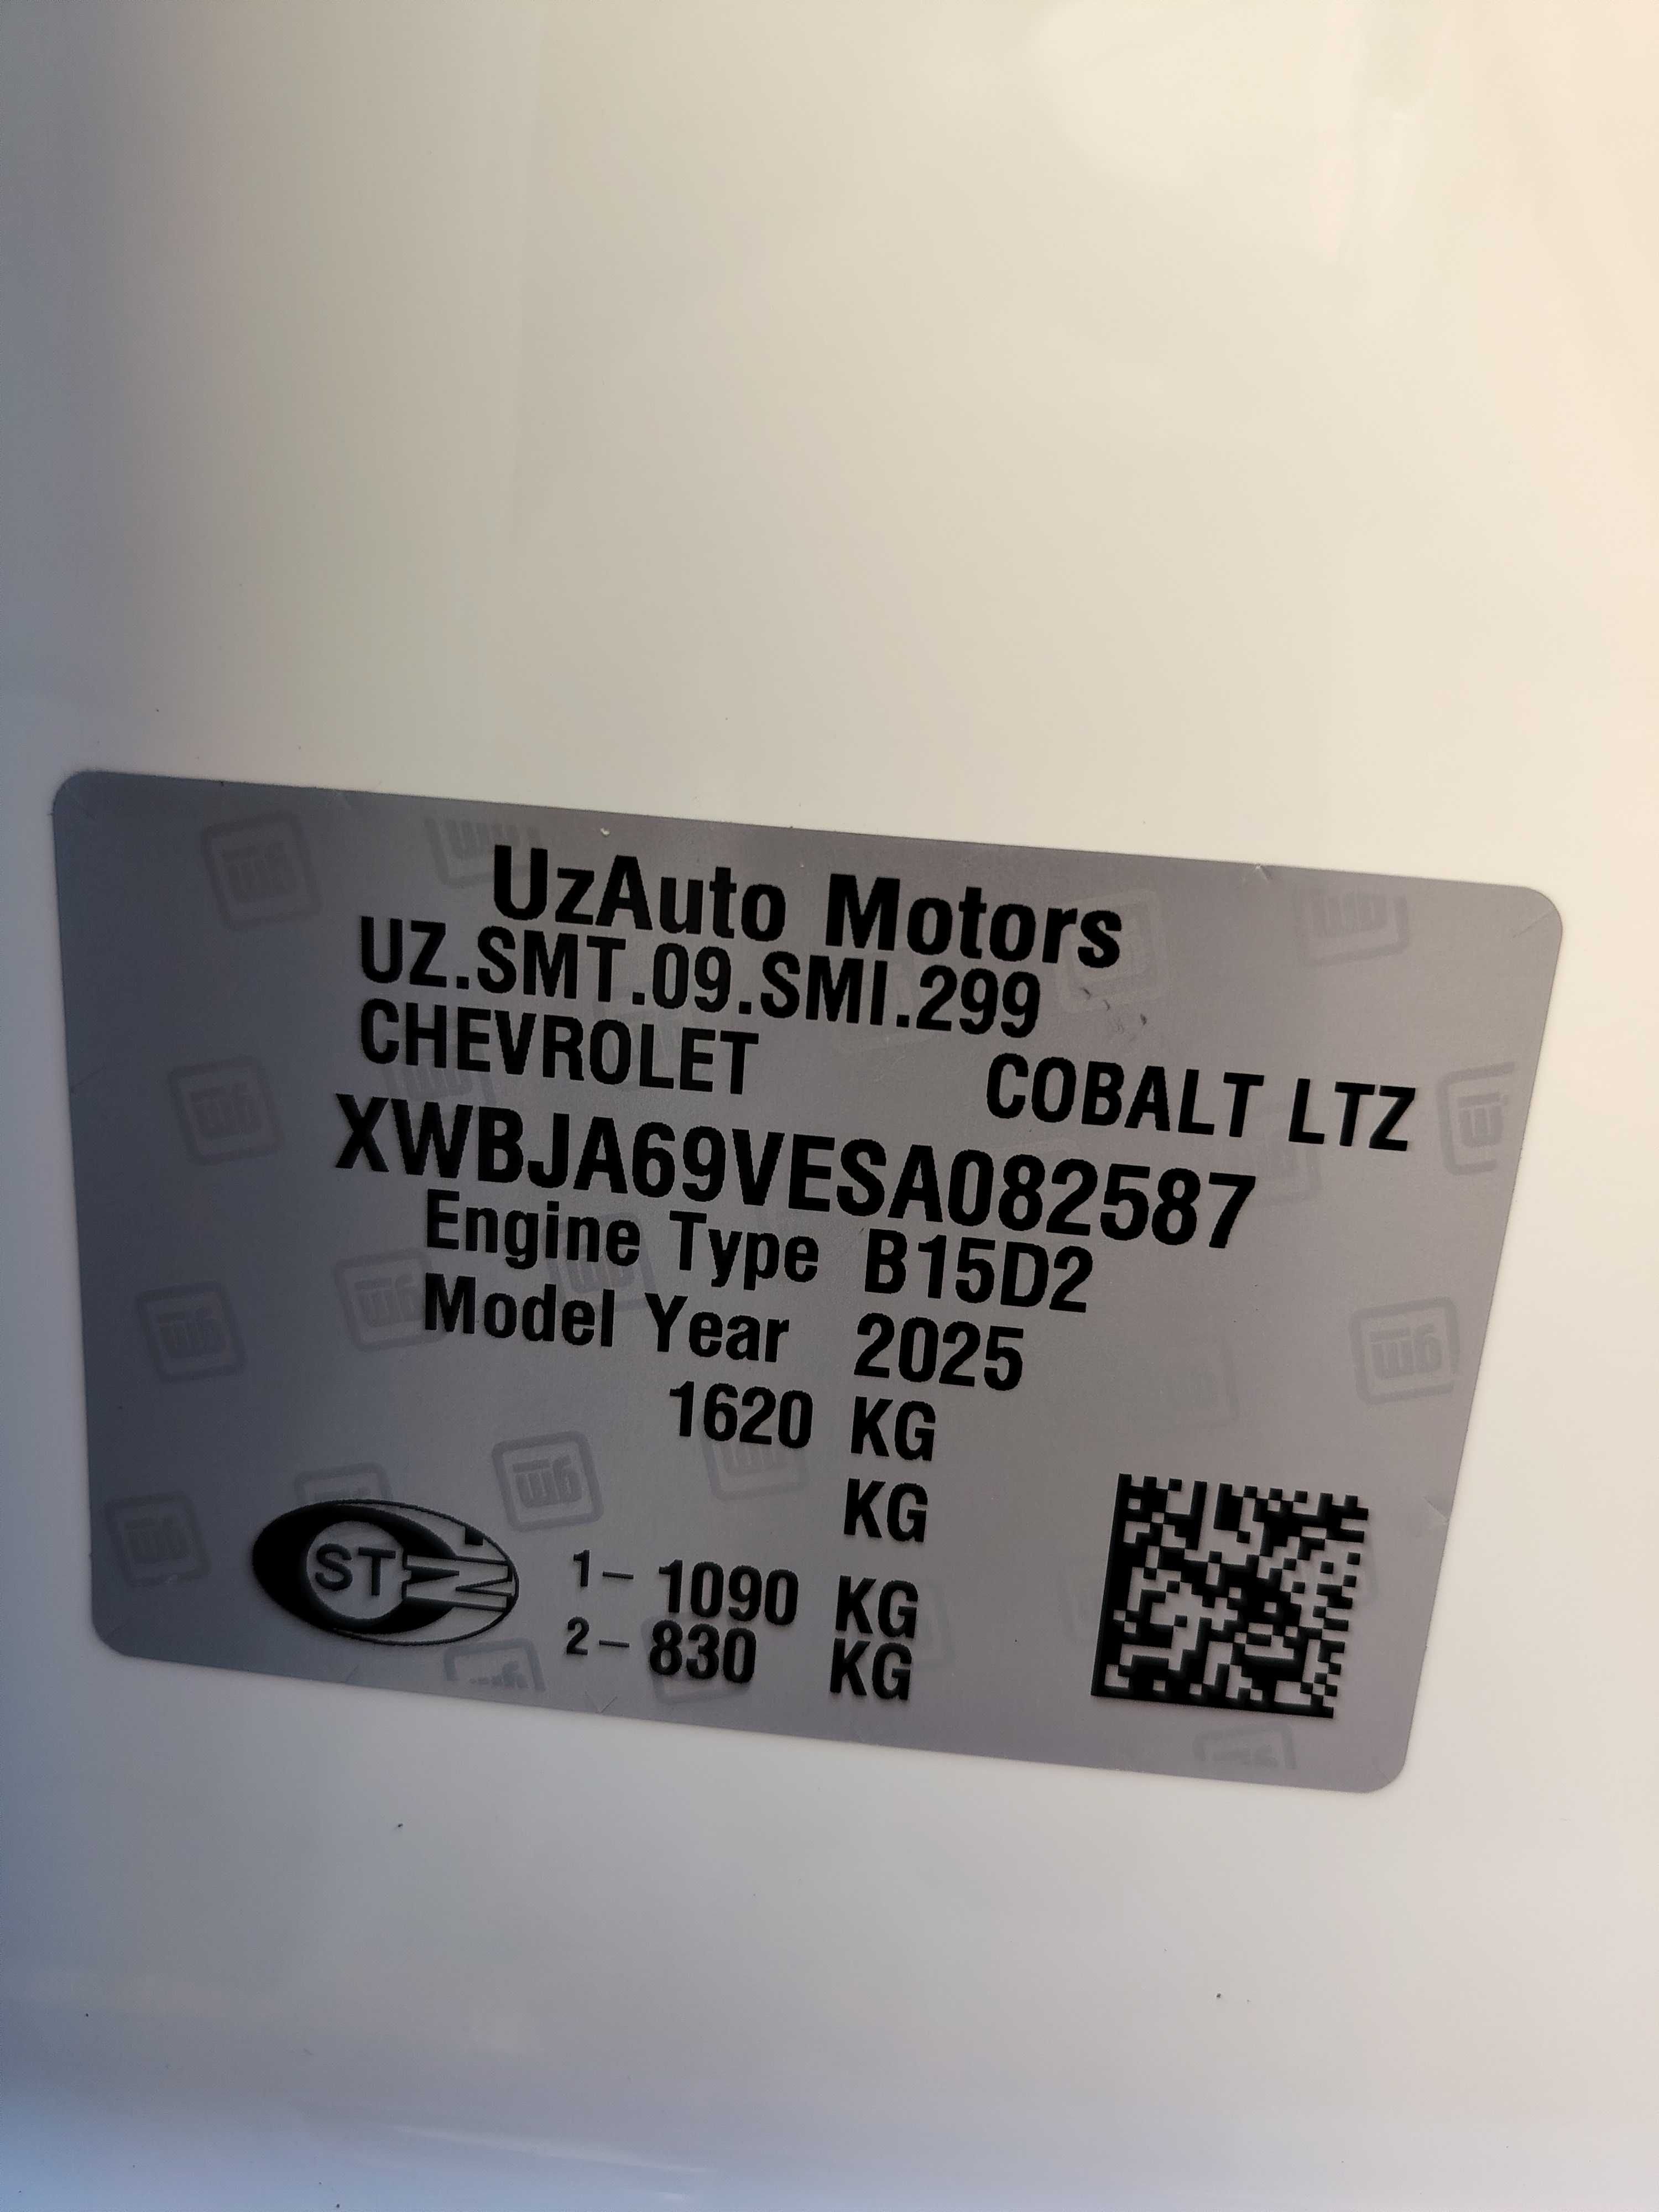 UzAuto Motors
UZ.SMT.09.SMI.299
CHEVROLET COBALT LTZ
XWBJA69VESA082587
Engine Type B15D2
Model Year 2025
1620 KG
KG
1– 1090 KG
2– 830 KG
ST
gm